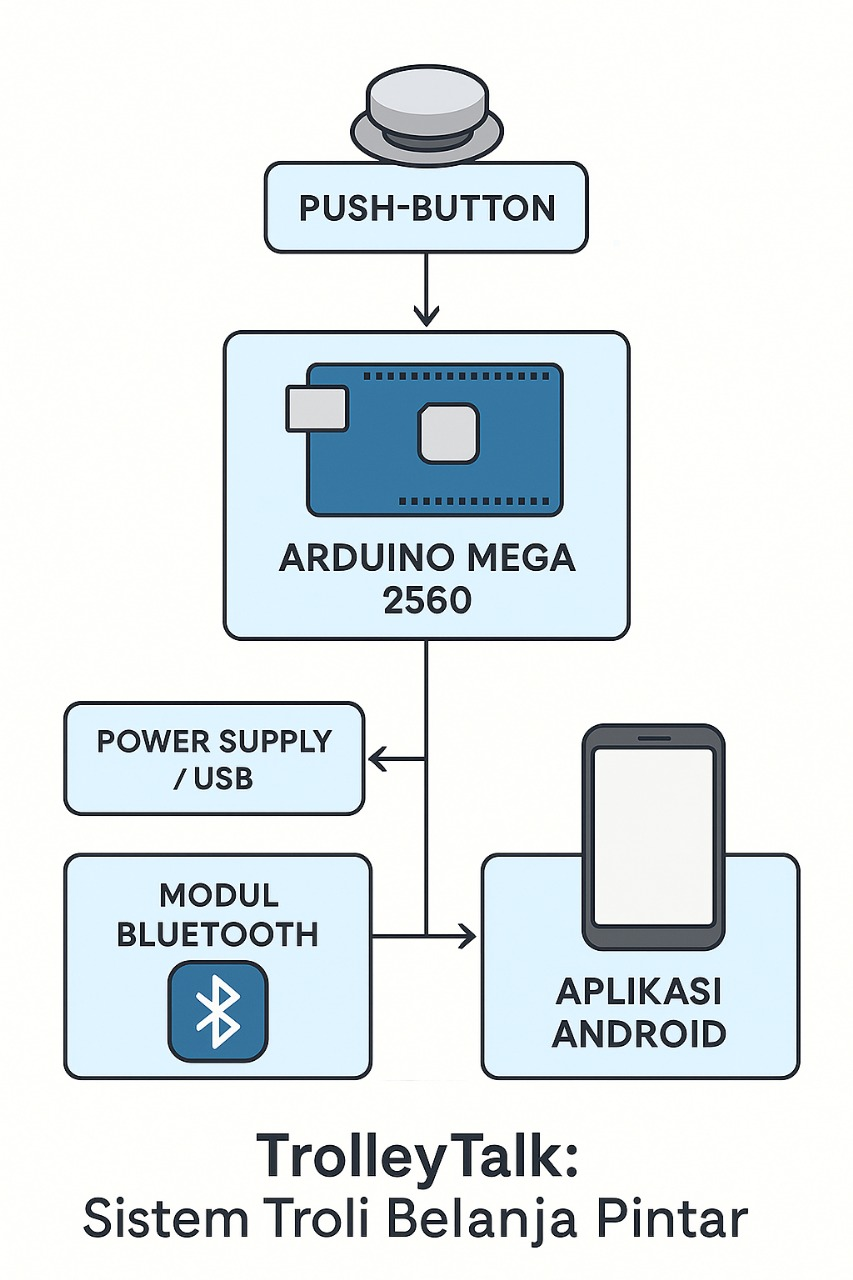 PUSH-BUTTON
ARDUINO MEGA
2560
POWER SUPPLY
/ USB
MODUL
BLUETOOTH
APLIKASI
ANDROID
TrolleyTalk:
Sistem Troli Belanja Pintar